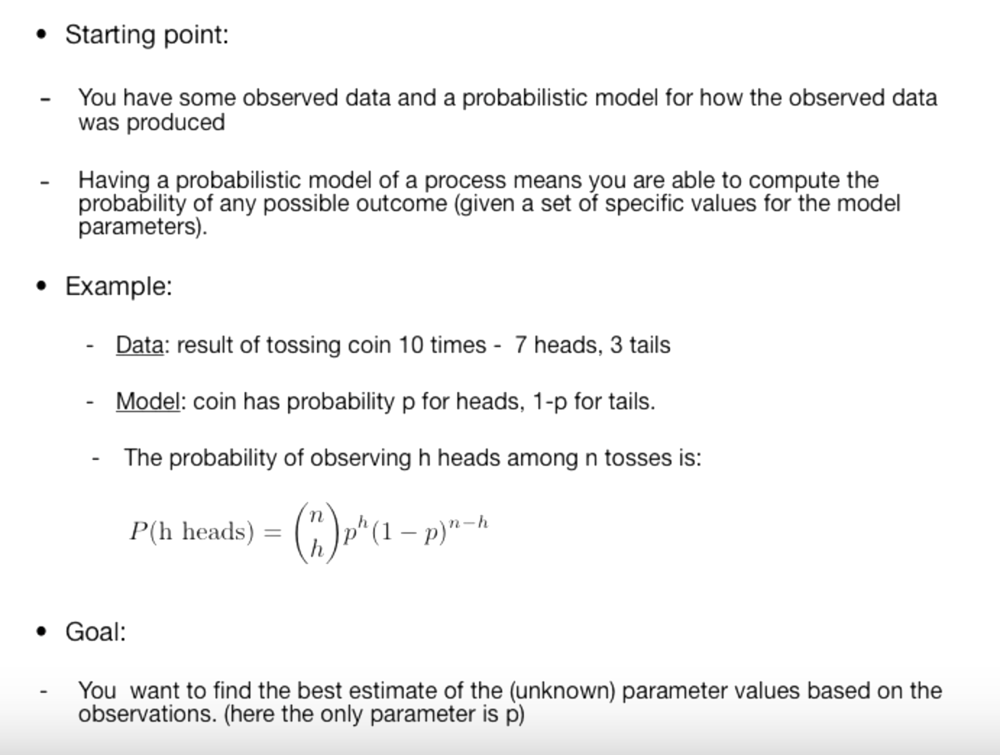 • Starting point:
- You have some observed data and a probabilistic model for how the observed data
was produced
- Having a probabilistic model of a process means you are able to compute the
probability of any possible outcome (given a set of specific values for the model
parameters).
• Example:
- Data: result of tossing coin 10 times - 7 heads, 3 tails
- Model: coin has probability p for heads, 1-p for tails.
- The probability of observing h heads among n tosses is:
$P(\text{h heads}) = \binom{n}{h} p^h (1 - p)^{n-h}$
• Goal:
- You want to find the best estimate of the (unknown) parameter values based on the
observations. (here the only parameter is p)